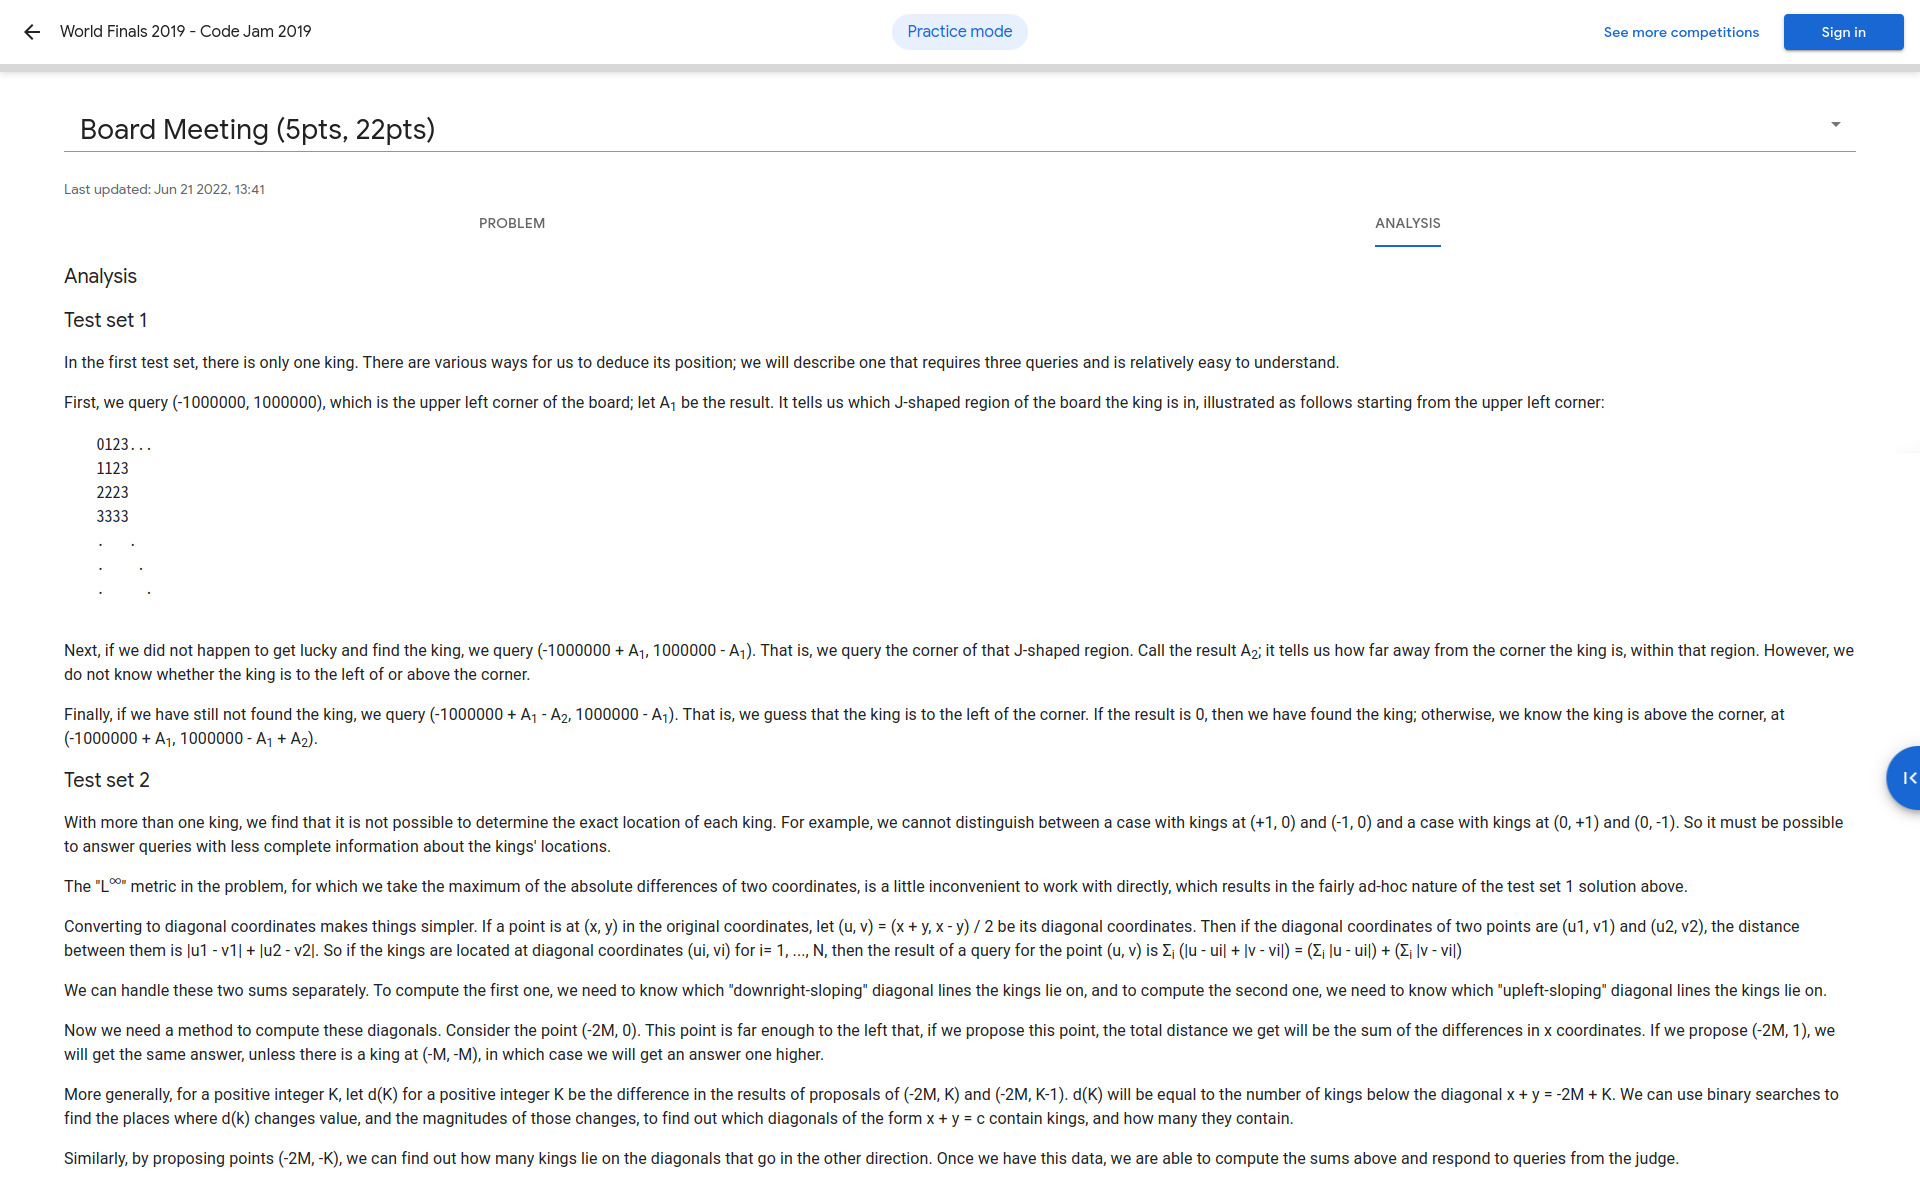 World Finals 2019 - Code Jam 2019
Practice mode
See more competitions
Sign in
Board Meeting (5pts, 22pts)
Last updated: Jun 21 2022, 13:41
PROBLEM
ANALYSIS
Analysis
Test set 1
In the first test set, there is only one king. There are various ways for us to deduce its position; we will describe one that requires three queries and is relatively easy to understand.
First, we query (-1000000, 1000000), which is the upper left corner of the board; let A₁ be the result. It tells us which J-shaped region of the board the king is in, illustrated as follows starting from the upper left corner:
0123...
1123
2223
3333
.   .
.    .
.     .
Next, if we did not happen to get lucky and find the king, we query (-1000000 + A₁, 1000000 - A₁). That is, we query the corner of that J-shaped region. Call the result A₂; it tells us how far away from the corner the king is, within that region. However, we
do not know whether the king is to the left of or above the corner.
Finally, if we have still not found the king, we query (-1000000 + A₁ - A₂, 1000000 - A₁). That is, we guess that the king is to the left of the corner. If the result is 0, then we have found the king; otherwise, we know the king is above the corner, at
(-1000000 + A₁, 1000000 - A₁ + A₂).
Test set 2
With more than one king, we find that it is not possible to determine the exact location of each king. For example, we cannot distinguish between a case with kings at (+1, 0) and (-1, 0) and a case with kings at (0, +1) and (0, -1). So it must be possible
to answer queries with less complete information about the kings' locations.
The "L^∞" metric in the problem, for which we take the maximum of the absolute differences of two coordinates, is a little inconvenient to work with directly, which results in the fairly ad-hoc nature of the test set 1 solution above.
Converting to diagonal coordinates makes things simpler. If a point is at (x, y) in the original coordinates, let (u, v) = (x + y, x - y) / 2 be its diagonal coordinates. Then if the diagonal coordinates of two points are (u1, v1) and (u2, v2), the distance
between them is |u1 - v1| + |u2 - v2|. So if the kings are located at diagonal coordinates (ui, vi) for i= 1, ..., N, then the result of a query for the point (u, v) is Σᵢ (|u - ui| + |v - vi|) = (Σᵢ |u - ui|) + (Σᵢ |v - vi|)
We can handle these two sums separately. To compute the first one, we need to know which "downright-sloping" diagonal lines the kings lie on, and to compute the second one, we need to know which "upleft-sloping" diagonal lines the kings lie on.
Now we need a method to compute these diagonals. Consider the point (-2M, 0). This point is far enough to the left that, if we propose this point, the total distance we get will be the sum of the differences in x coordinates. If we propose (-2M, 1), we
will get the same answer, unless there is a king at (-M, -M), in which case we will get an answer one higher.
More generally, for a positive integer K, let d(K) for a positive integer K be the difference in the results of proposals of (-2M, K) and (-2M, K-1). d(K) will be equal to the number of kings below the diagonal x + y = -2M + K. We can use binary searches to
find the places where d(k) changes value, and the magnitudes of those changes, to find out which diagonals of the form x + y = c contain kings, and how many they contain.
Similarly, by proposing points (-2M, -K), we can find out how many kings lie on the diagonals that go in the other direction. Once we have this data, we are able to compute the sums above and respond to queries from the judge.